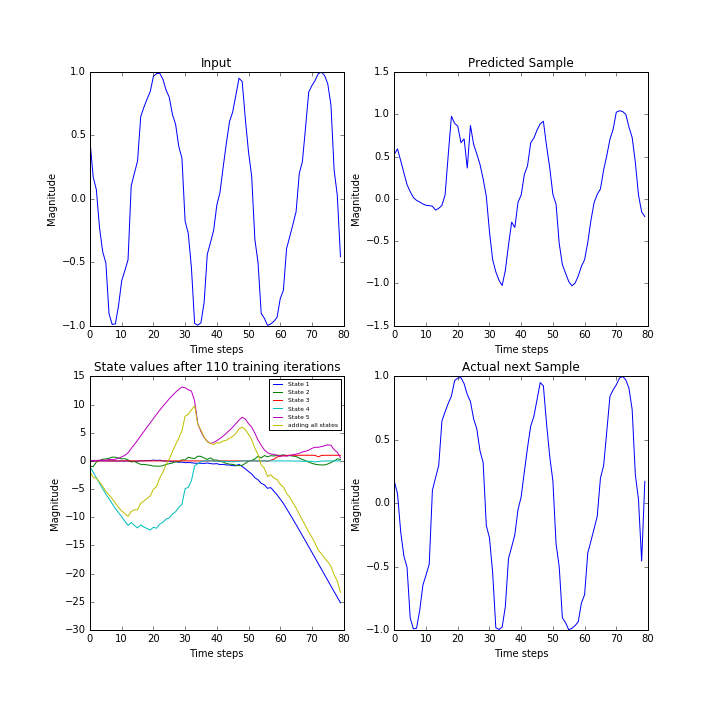 Input
Magnitude
1.0
0.5
0.0
−0.5
−1.0
0 10 20 30 40 50 60 70 80
Time steps
Predicted Sample
Magnitude
1.5
1.0
0.5
0.0
−0.5
−1.0
−1.5
0 10 20 30 40 50 60 70 80
Time steps
State values after 110 training iterations
Magnitude
15
10
5
0
−5
−10
−15
−20
−25
−30
State 1
State 2
State 3
State 4
State 5
adding all states
0 10 20 30 40 50 60 70 80
Time steps
Actual next Sample
Magnitude
1.0
0.5
0.0
−0.5
−1.0
0 10 20 30 40 50 60 70 80
Time steps